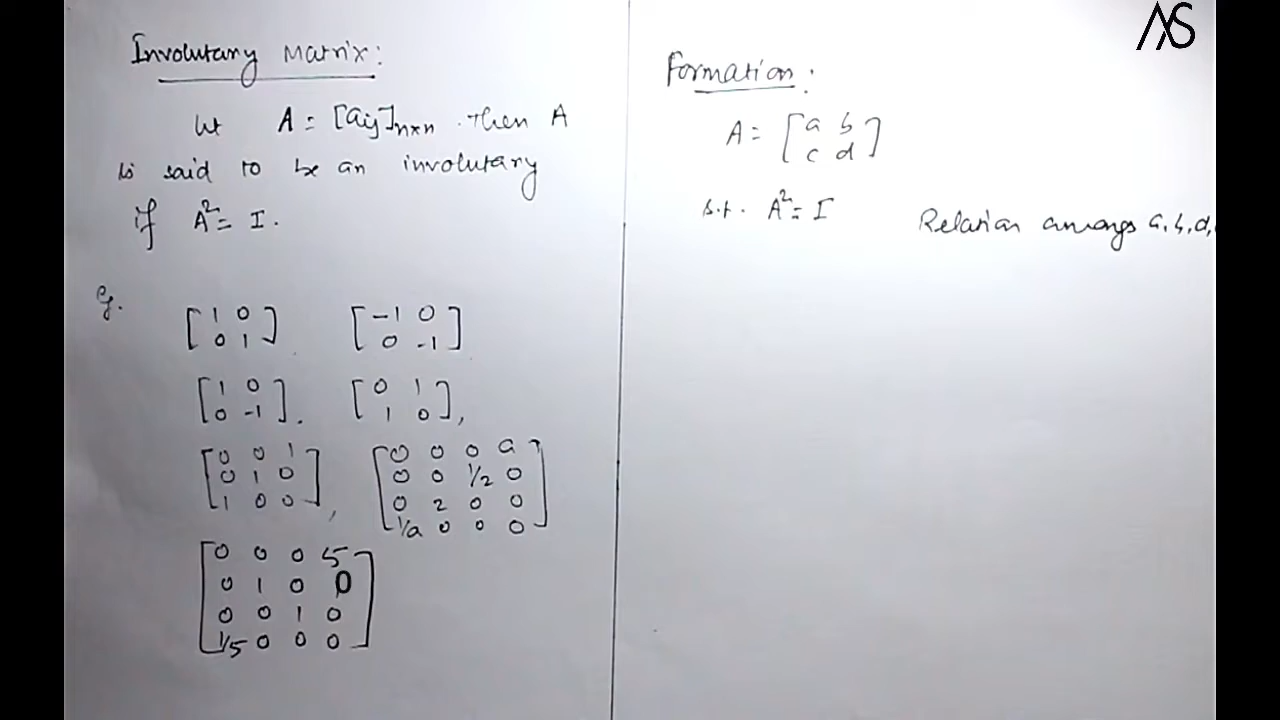 Involutary Matrix:
Let A = [aij]n×n . Then A
is said to be an involutary
if A² = I.
eg.
[1 0
0 1]
[-1 0
0 -1]
[1 0
0 -1].
[0 1
1 0],
[0 0 1
0 1 0
1 0 0],
[0 0 0 a
0 0 1/2 0
0 2 0 0
1/a 0 0 0]
[0 0 0 5
0 1 0 0
0 0 1 0
1/5 0 0 0]
NS
Formation:
A = [a b
c d]
s.t. A² = I
Relation amongs a, b, d,